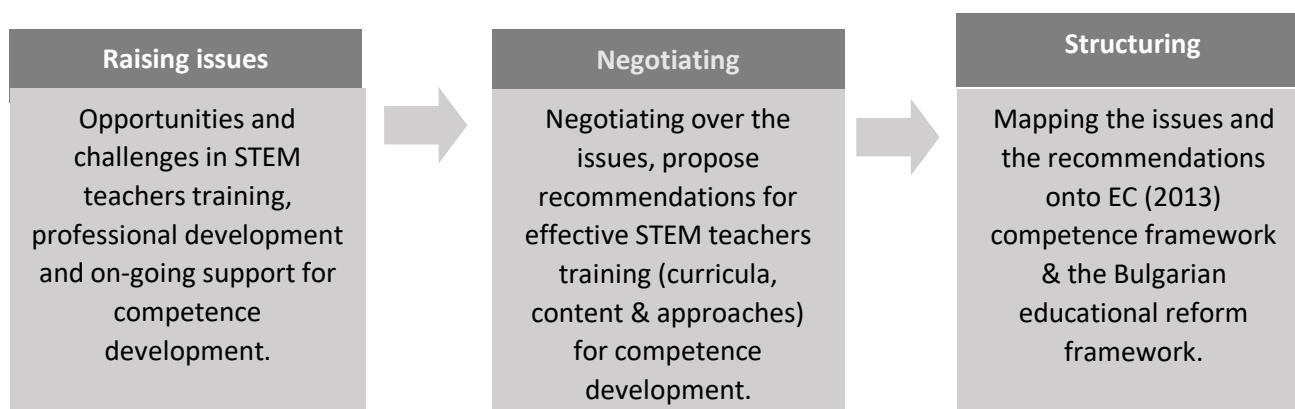 Raising issues
Opportunities and
challenges in STEM
teachers training,
professional development
and on-going support for
competence
development.
Negotiating
Negotiating over the
issues, propose
recommendations for
effective STEM teachers
training (curricula,
content & approaches)
for competence
development.
Structuring
Mapping the issues and
the recommendations
onto EC (2013)
competence framework
& the Bulgarian
educational reform
framework.